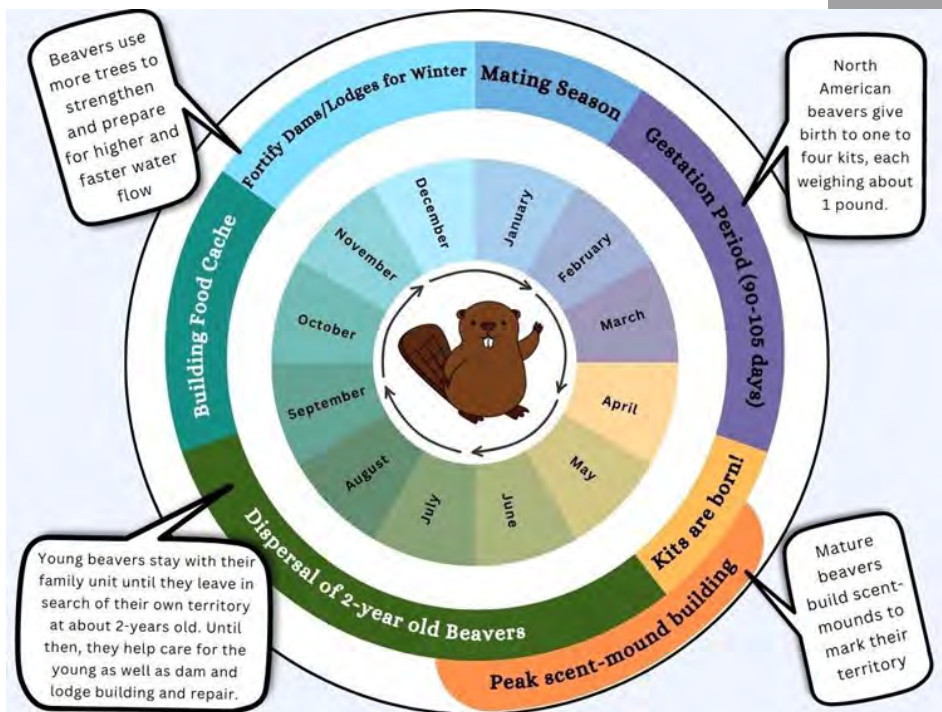 Beavers use
more trees to
strengthen
and prepare
for higher and
faster water
flow
Fortify Dams/Lodges for Winter
Mating Season
Gestation Period (90-105 days)
North
American
beavers give
birth to one to
four kits, each
weighing about
1 pound.
Building Food Cache
January
February
March
April
May
June
July
August
September
October
November
December
Kits are born!
Dispersal of 2-year old Beavers
Peak scent-mound building
Young beavers stay with their
family unit until they leave in
search of their own territory
at about 2-years old. Until
then, they help care for the
young as well as dam and
lodge building and repair.
Mature
beavers
build scent-
mounds to
mark their
territory